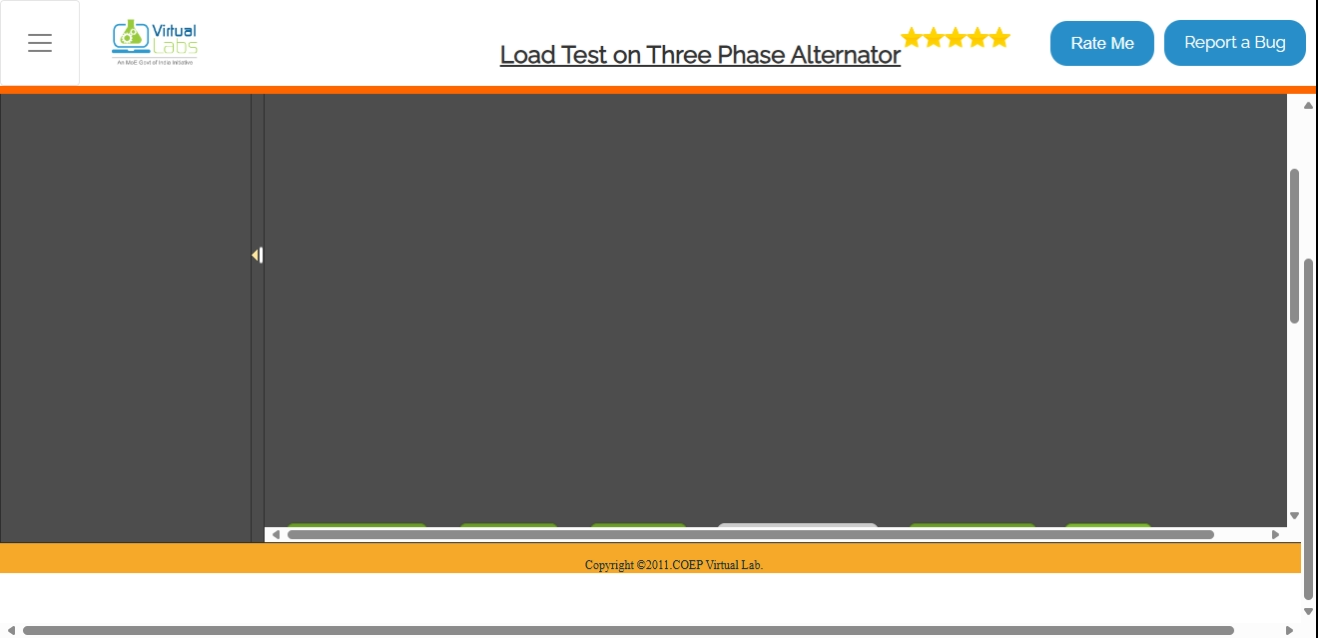 Virtual
Labs
An MoE Govt of India Initiative
Load Test on Three Phase Alternator
Rate Me
Report a Bug
Copyright ©2011.COEP Virtual Lab.